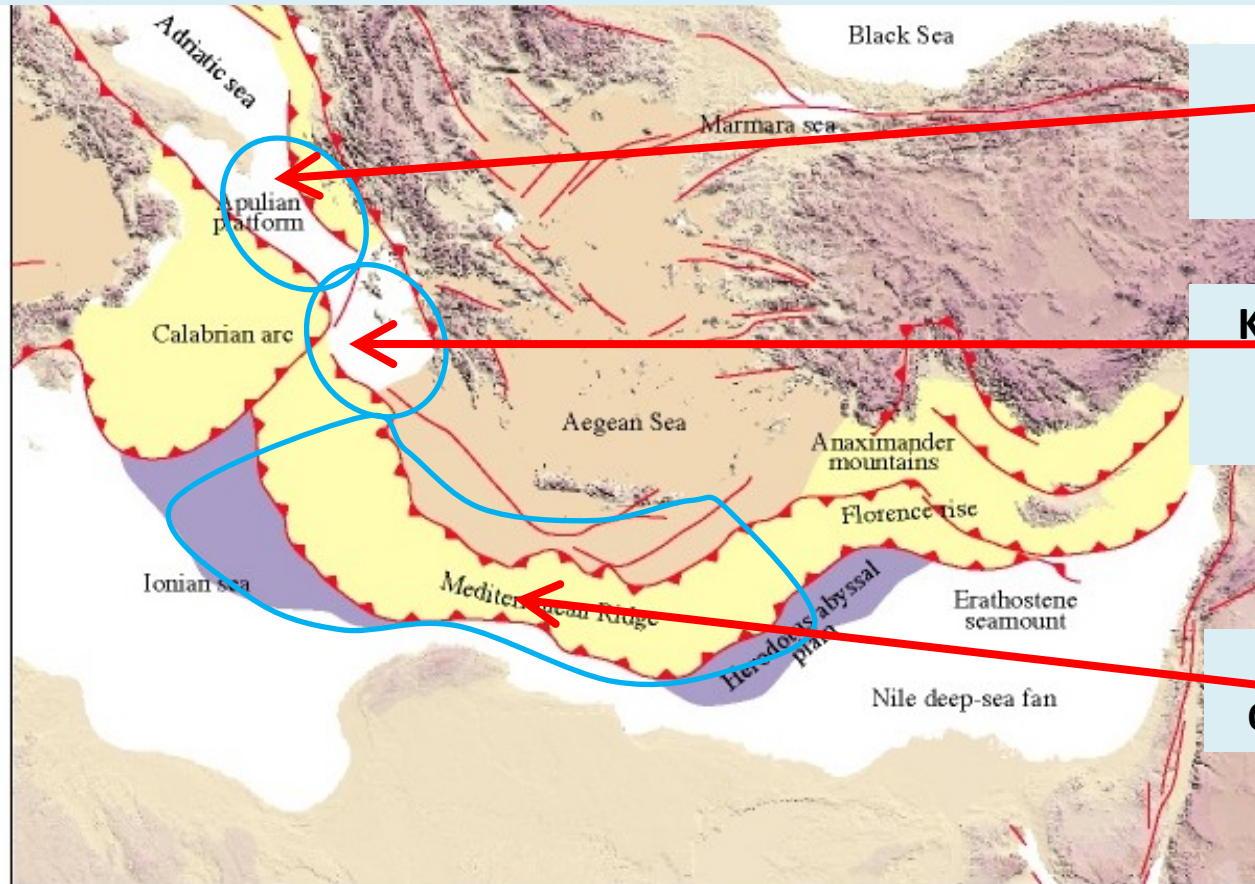 Adriatic sea
Black Sea
Marmara sea
Apulian
platform
K
Calabrian arc
Aegean Sea
Anaximander
mountains
Florence rise
Ionian sea
Mediterranean Ridge
Herodotus abyssal
plain
Erathostene
seamount
Nile deep-sea fan